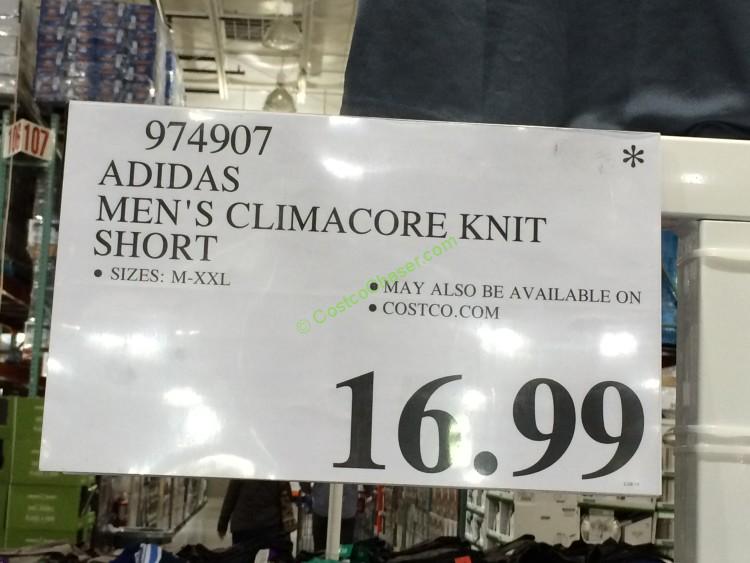 974907
*
ADIDAS
MEN'S CLIMACORE KNIT
SHORT
• SIZES: M-XXL
• MAY ALSO BE AVAILABLE ON
• COSTCO.COM
© CostcoChaser.com
16.99
107